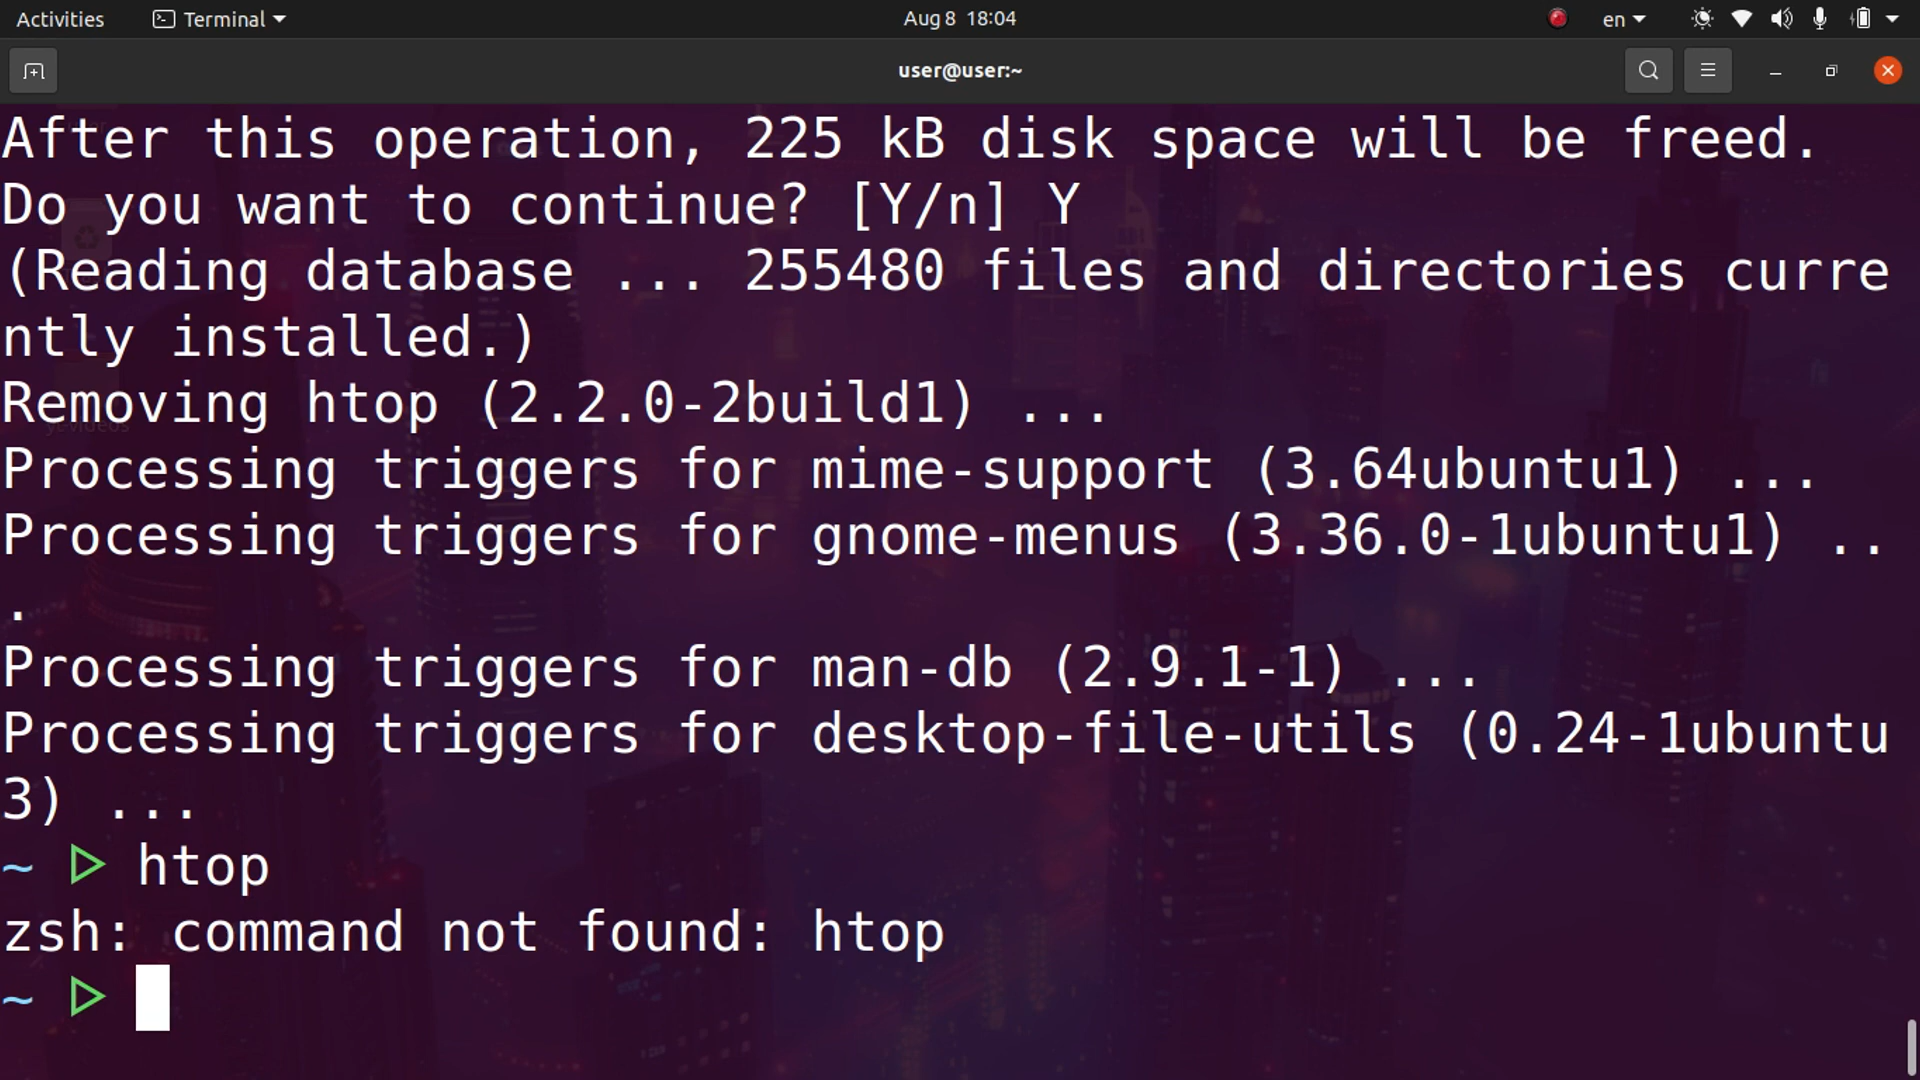 Activities Terminal Aug 8 18:04 en
user@user:~
After this operation, 225 kB disk space will be freed.
Do you want to continue? [Y/n] Y
(Reading database ... 255480 files and directories curre
ntly installed.)
Removing htop (2.2.0-2build1) ...
Processing triggers for mime-support (3.64ubuntu1) ...
Processing triggers for gnome-menus (3.36.0-1ubuntu1) ..
.
Processing triggers for man-db (2.9.1-1) ...
Processing triggers for desktop-file-utils (0.24-1ubuntu
3) ...
~ ▷ htop
zsh: command not found: htop
~ ▷